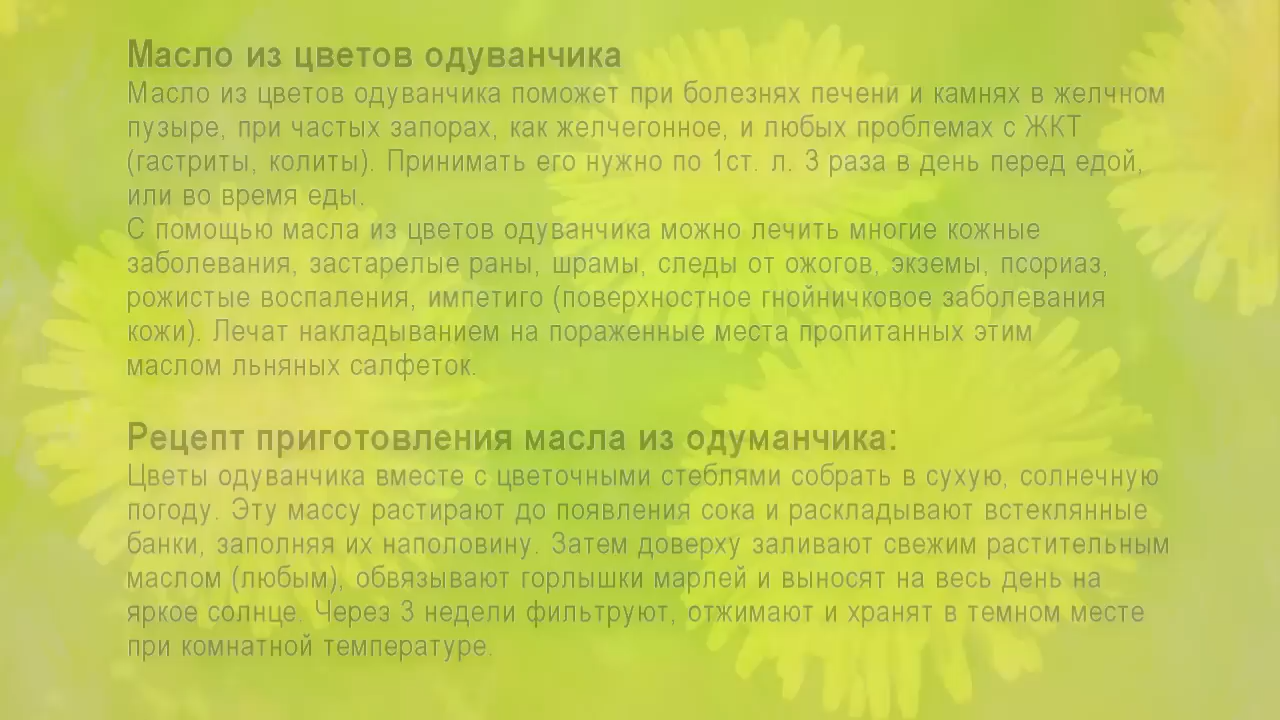 Масло из цветов одуванчика
Масло из цветов одуванчика поможет при болезнях печени и камнях в желчном
пузыре, при частых запорах, как желчегонное, и любых проблемах с ЖКТ
(гастриты, колиты). Принимать его нужно по 1ст. л. 3 раза в день перед едой,
или во время еды.
С помощью масла из цветов одуванчика можно лечить многие кожные
заболевания, застарелые раны, шрамы, следы от ожогов, экземы, псориаз,
рожистые воспаления, импетиго (поверхностное гнойничковое заболевания
кожи). Лечат накладыванием на пораженные места пропитанных этим
маслом льняных салфеток.
Рецепт приготовления масла из одуманчика:
Цветы одуванчика вместе с цветочными стеблями собрать в сухую, солнечную
погоду. Эту массу растирают до появления сока и раскладывают встеклянные
банки, заполняя их наполовину. Затем доверху заливают свежим растительным
маслом (любым), обвязывают горлышки марлей и выносят на весь день на
яркое солнце. Через 3 недели фильтруют, отжимают и хранят в темном месте
при комнатной температуре.